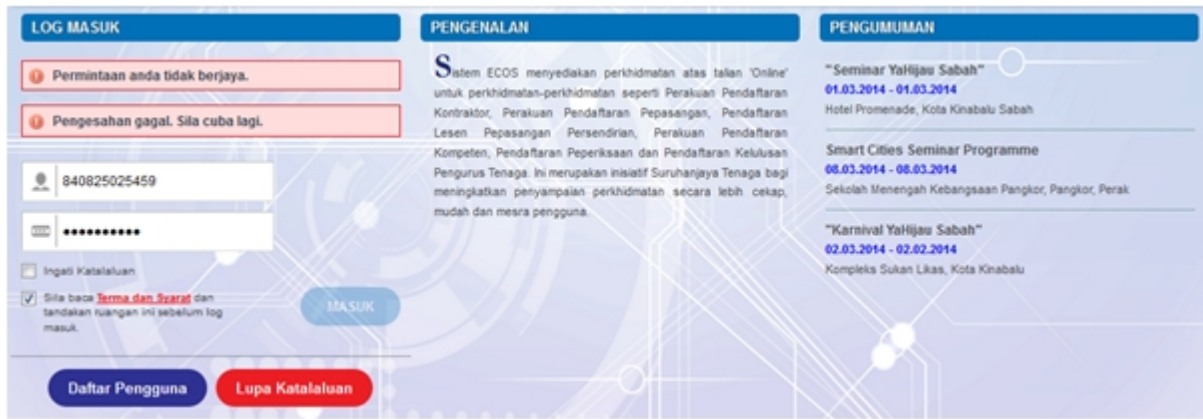 LOG MASUK
Permintaan anda tidak berjaya.
Pengesahan gagal. Sila cuba lagi.
840825025459
••••••••••
Ingati Katalaluan
Sila baca Terma dan Syarat dan
tandakan ruangan ini sebelum log
masuk.
MASUK
Daftar Pengguna
Lupa Katalaluan
PENGENALAN
Sistem ECOS menyediakan perkhidmatan atas talian 'Online'
untuk perkhidmatan-perkhidmatan seperti Perakuan Pendaftaran
Kontraktor, Perakuan Pendaftaran Pepasangan, Pendaftaran
Lesen Pepasangan Persendirian, Perakuan Pendaftaran
Kompeten, Pendaftaran Peperiksaan dan Pendaftaran Kelulusan
Pengurus Tenaga. Ini merupakan inisiatif Suruhanjaya Tenaga bagi
meningkatkan penyampaian perkhidmatan secara lebih cekap,
mudah dan mesra pengguna.
PENGUMUMAN
"Seminar YaHijau Sabah"
01.03.2014 - 01.03.2014
Hotel Promenade, Kota Kinabalu Sabah
Smart Cities Seminar Programme
08.03.2014 - 08.03.2014
Sekolah Menengah Kebangsaan Pangkor, Pangkor, Perak
"Karnival YaHijau Sabah"
02.03.2014 - 02.02.2014
Kompleks Sukan Likas, Kota Kinabalu